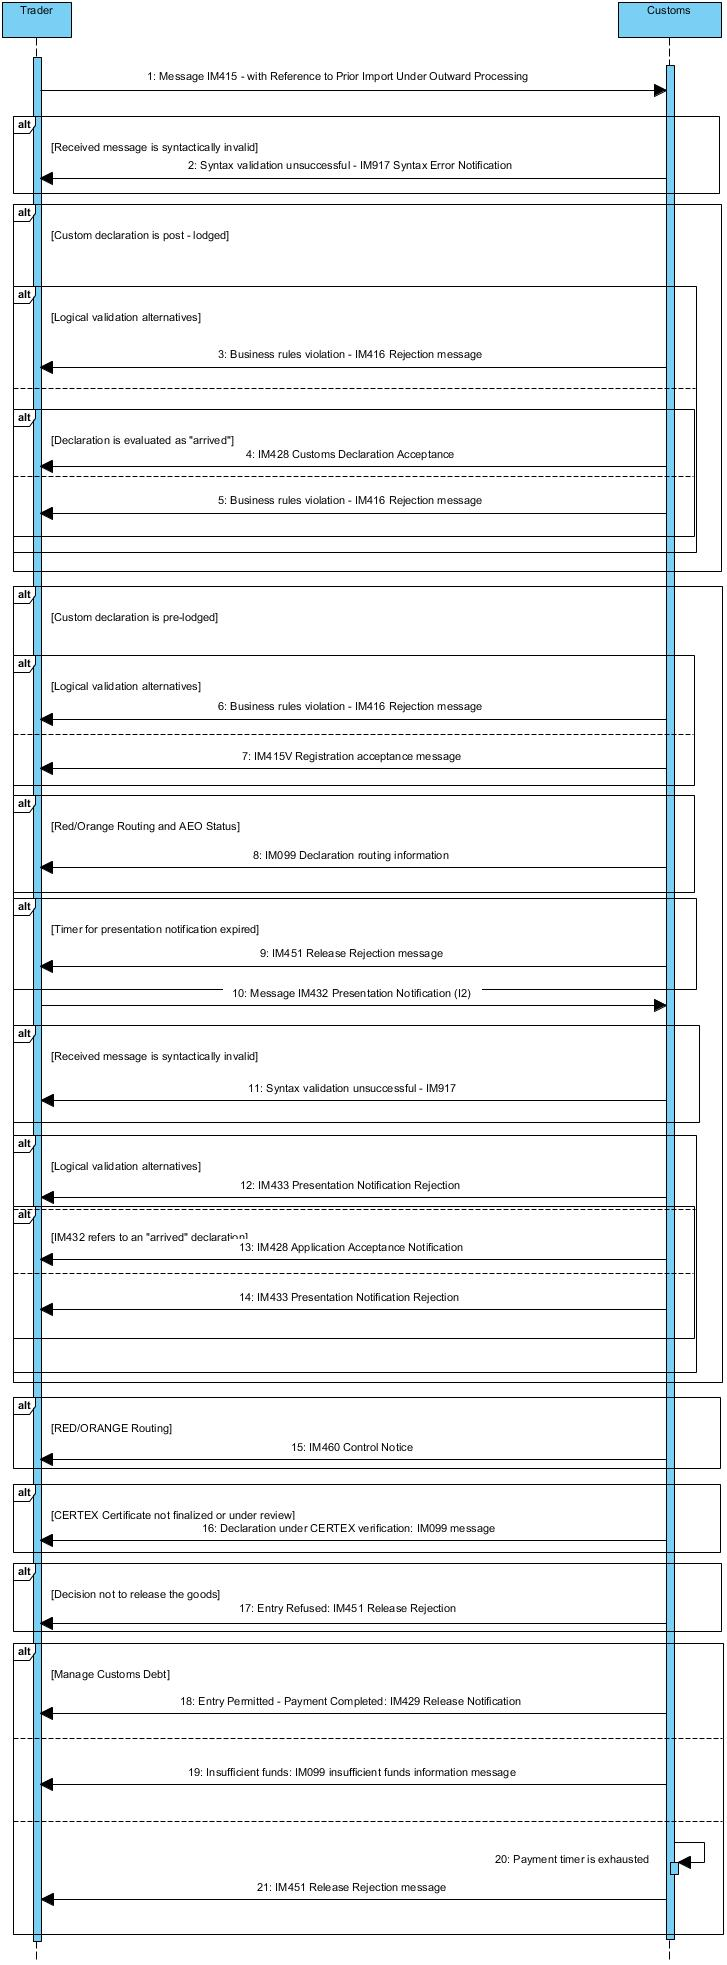 Trader
Customs
1: Message IM415 - with Reference to Prior Import Under Outward Processing
alt
[Received message is syntactically invalid]
2: Syntax validation unsuccessful - IM917 Syntax Error Notification
alt
[Custom declaration is post - lodged]
alt
[Logical validation alternatives]
3: Business rules violation - IM416 Rejection message
alt
[Declaration is evaluated as "arrived"]
4: IM428 Customs Declaration Acceptance
5: Business rules violation - IM416 Rejection message
alt
[Custom declaration is pre-lodged]
alt
[Logical validation alternatives]
6: Business rules violation - IM416 Rejection message
7: IM415V Registration acceptance message
alt
[Red/Orange Routing and AEO Status]
8: IM099 Declaration routing information
alt
[Timer for presentation notification expired]
9: IM451 Release Rejection message
10: Message IM432 Presentation Notification (I2)
alt
[Received message is syntactically invalid]
11: Syntax validation unsuccessful - IM917
alt
[Logical validation alternatives]
12: IM433 Presentation Notification Rejection
alt
[IM432 refers to an "arrived" declaration]
13: IM428 Application Acceptance Notification
14: IM433 Presentation Notification Rejection
alt
[RED/ORANGE Routing]
15: IM460 Control Notice
alt
[CERTEX Certificate not finalized or under review]
16: Declaration under CERTEX verification: IM099 message
alt
[Decision not to release the goods]
17: Entry Refused: IM451 Release Rejection
alt
[Manage Customs Debt]
18: Entry Permitted - Payment Completed: IM429 Release Notification
19: Insufficient funds: IM099 insufficient funds information message
20: Payment timer is exhausted
21: IM451 Release Rejection message